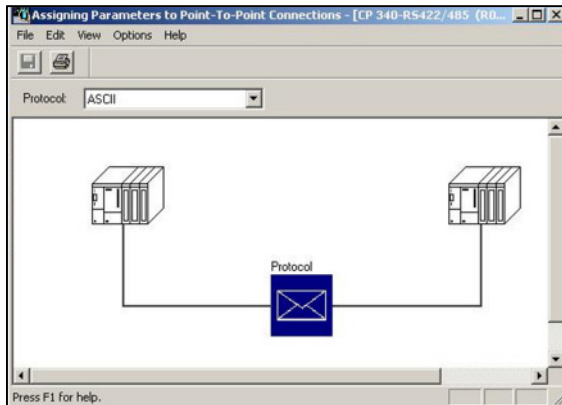 Assigning Parameters to Point-To-Point Connections - [CP 340-RS422/485 (R0...
File Edit View Options Help
Protocol: ASCII
Protocol
Press F1 for help.